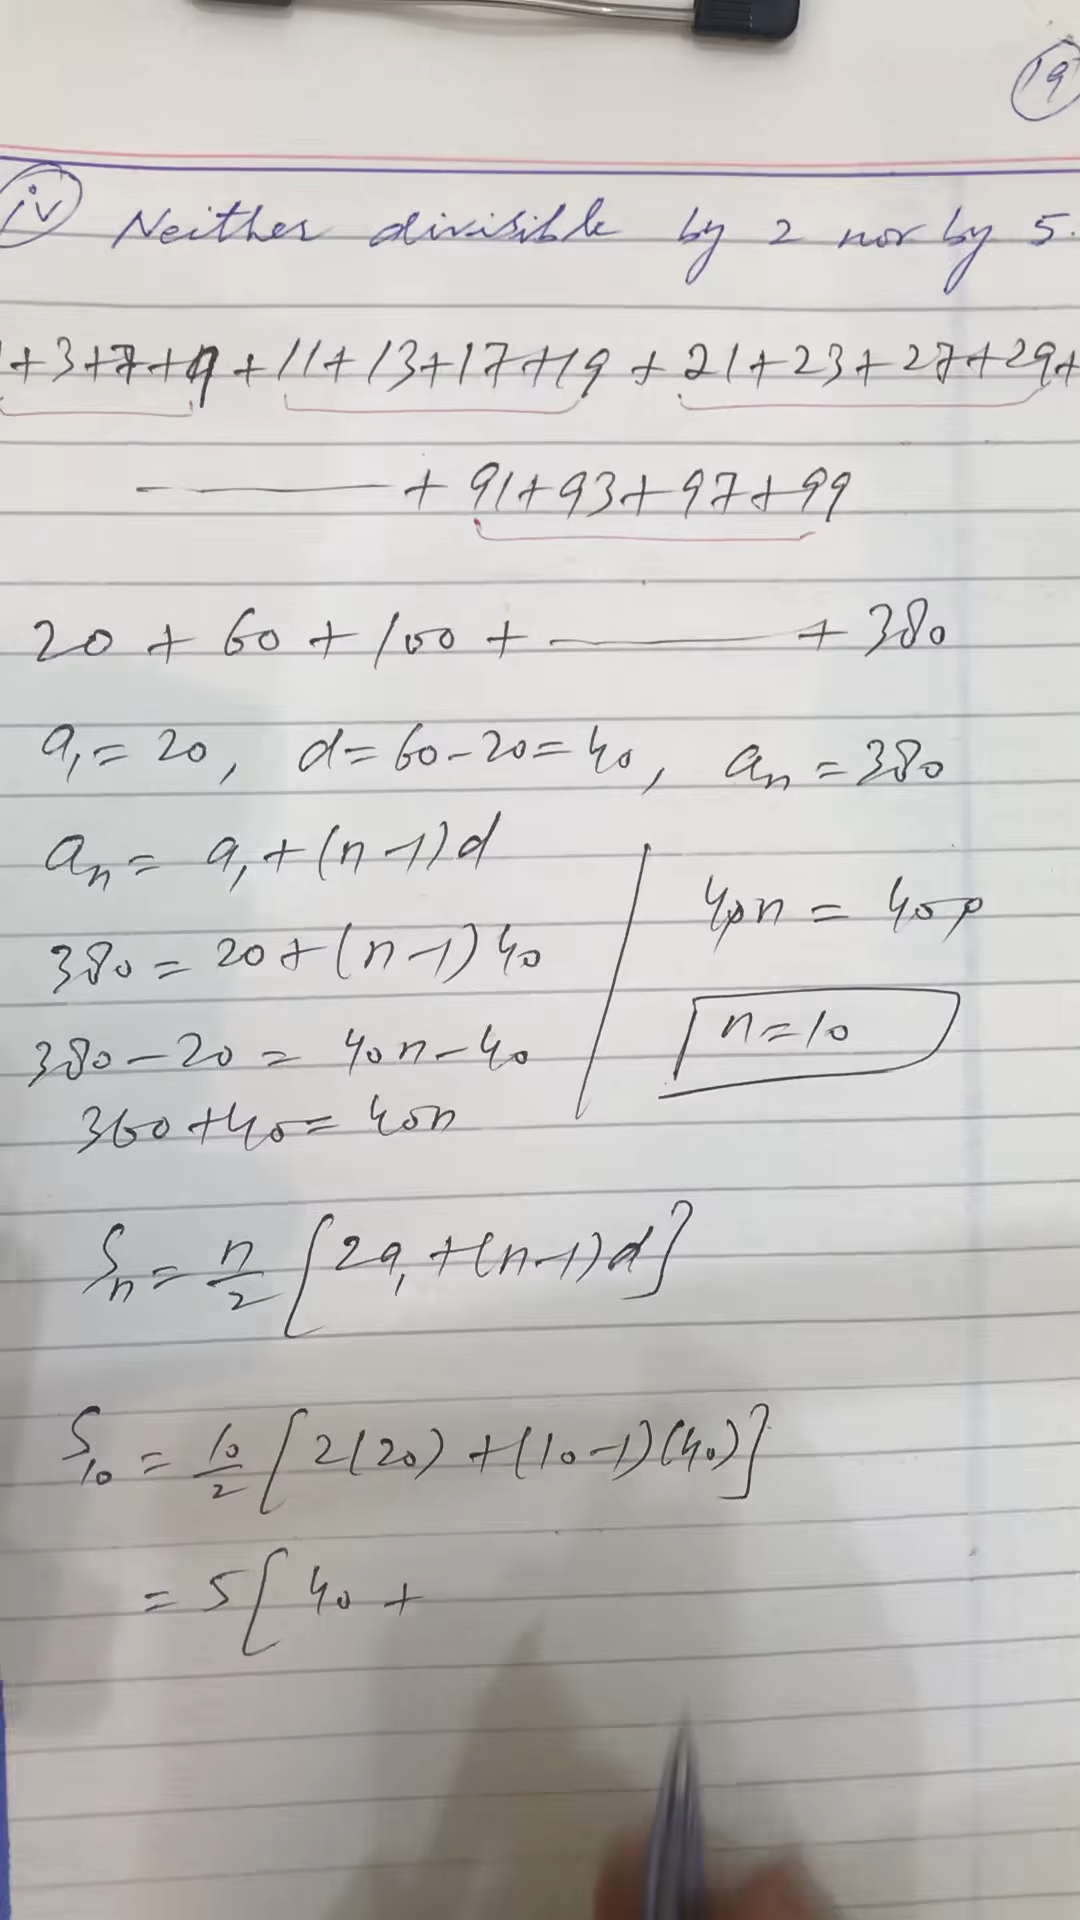 19
iv) Neither divisible by 2 nor by 5.
1+3+7+9+11+13+17+19+21+23+27+29+
———— + 91+93+97+99
20 + 60 + 100 + ———— + 380
a₁ = 20, d = 60-20 = 40, aₙ = 380
aₙ = a₁+(n-1)d
380 = 20+(n-1)40
380-20 = 40n-40
360+40 = 40n
40n = 400
n=10
Sₙ = n/2 [2a₁+(n-1)d]
S₁₀ = 10/2 [2(20)+(10-1)(40)]
= 5[40 +